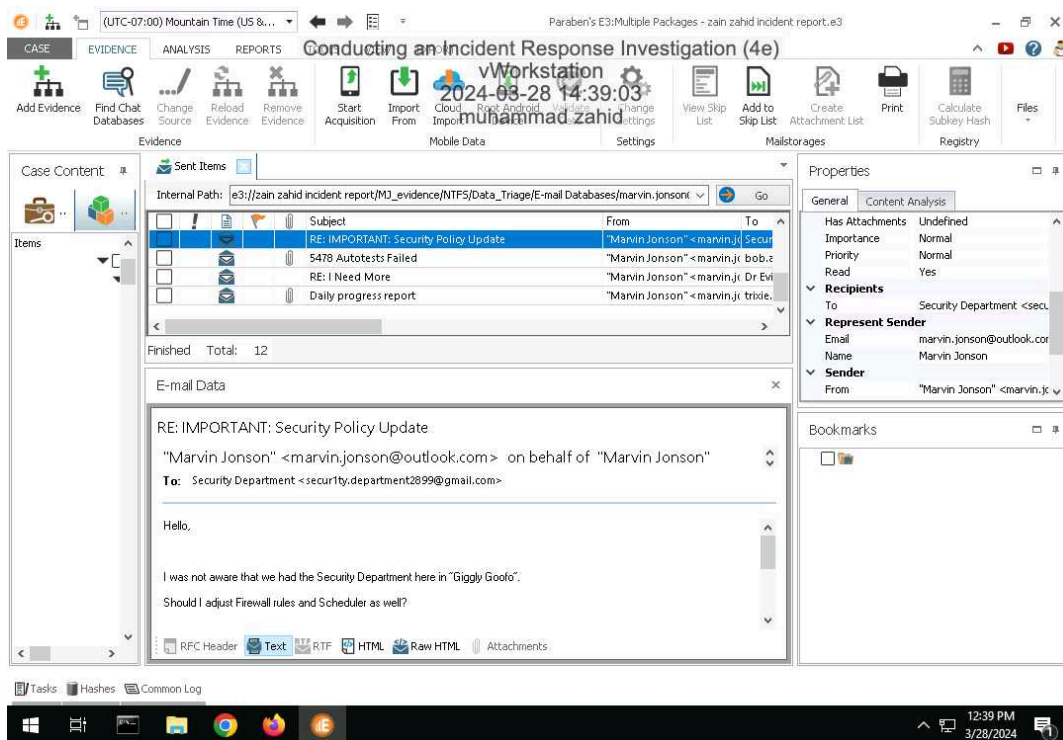 (UTC-07:00) Mountain Time (US &...
Paraben's E3:Multiple Packages - zain zahid incident report.e3
CASE EVIDENCE ANALYSIS REPORTS
Conducting an Incident Response Investigation (4e)
vWorkstation
2024-03-28 14:39:03
muhammad zahid
Add Evidence
Find Chat Databases
Change Source
Reload Evidence
Remove Evidence
Start Acquisition
Import From
Cloud Import
Root Android
Change Settings
View Skip List
Add to Skip List
Create Attachment List
Print
Calculate Subkey Hash
Files
Evidence Mobile Data Settings Mailstorages Registry
Case Content
Items
Sent Items
Internal Path: e3://zain zahid incident report/MJ_evidence/NTFS/Data_Triage/E-mail Databases/marvin.jonson( Go
! Subject From To
RE: IMPORTANT: Security Policy Update "Marvin Jonson" <marvin.jc Secur
5478 Autotests Failed "Marvin Jonson" <marvin.jc bob.a
RE: I Need More "Marvin Jonson" <marvin.jc Dr Evi
Daily progress report "Marvin Jonson" <marvin.jc trixie.
Finished Total: 12
E-mail Data
RE: IMPORTANT: Security Policy Update
"Marvin Jonson" <marvin.jonson@outlook.com> on behalf of "Marvin Jonson"
To: Security Department <secur1ty.department2899@gmail.com>
Hello,
I was not aware that we had the Security Department here in "Giggly Goofo".
Should I adjust Firewall rules and Scheduler as well?
RFC Header Text RTF HTML Raw HTML Attachments
Properties
General Content Analysis
Has Attachments Undefined
Importance Normal
Priority Normal
Read Yes
Recipients
To Security Department <secu
Represent Sender
Email marvin.jonson@outlook.cor
Name Marvin Jonson
Sender
From "Marvin Jonson" <marvin.jc
Bookmarks
Tasks Hashes Common Log
12:39 PM
3/28/2024
1